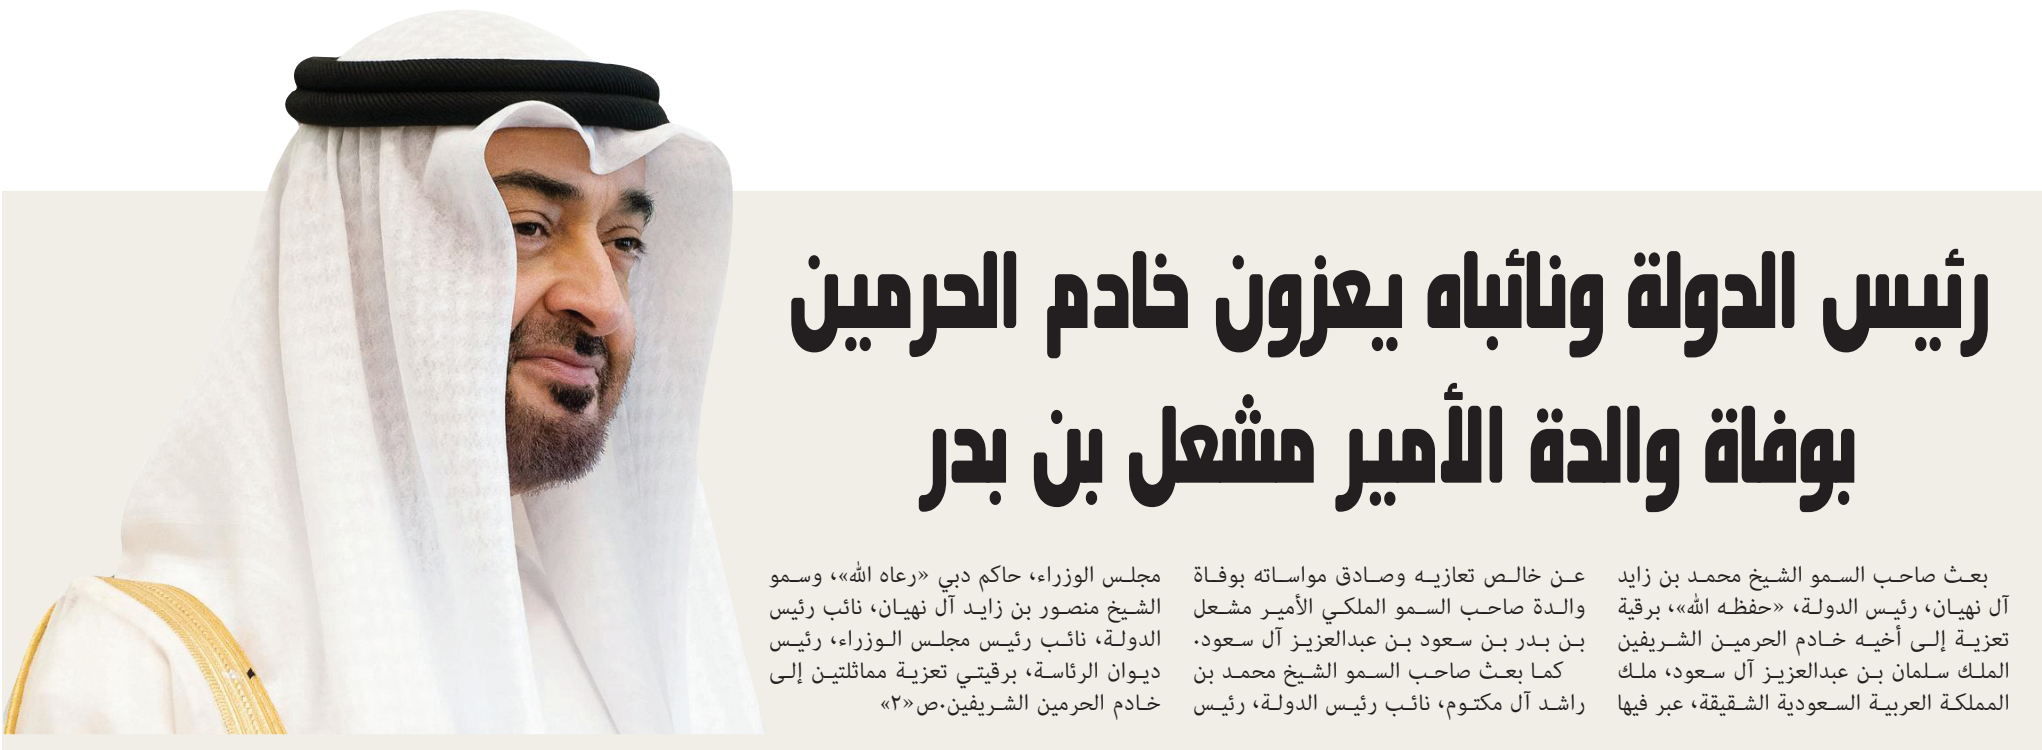 رئيس الدولة ونائباه يعزون خادم الحرمين
بوفاة والدة الأمير مشعل بن بدر
بعث صاحب السمو الشيخ محمد بن زايد
آل نهيان، رئيس الدولة، «حفظه الله»، برقية
تعزية إلى أخيه خادم الحرمين الشريفين
الملك سلمان بن عبدالعزيز آل سعود، ملك
المملكة العربية السعودية الشقيقة، عبر فيها
عن خالص تعازيه وصادق مواساته بوفاة
والدة صاحب السمو الملكي الأمير مشعل
بن بدر بن سعود بن عبدالعزيز آل سعود.
كما بعث صاحب السمو الشيخ محمد بن
راشد آل مكتوم، نائب رئيس الدولة، رئيس
مجلس الوزراء، حاكم دبي «رعاه الله»، وسمو
الشيخ منصور بن زايد آل نهيان، نائب رئيس
الدولة، نائب رئيس مجلس الوزراء، رئيس
ديوان الرئاسة، برقيتي تعزية مماثلتين إلى
خادم الحرمين الشريفين.ص«٢»